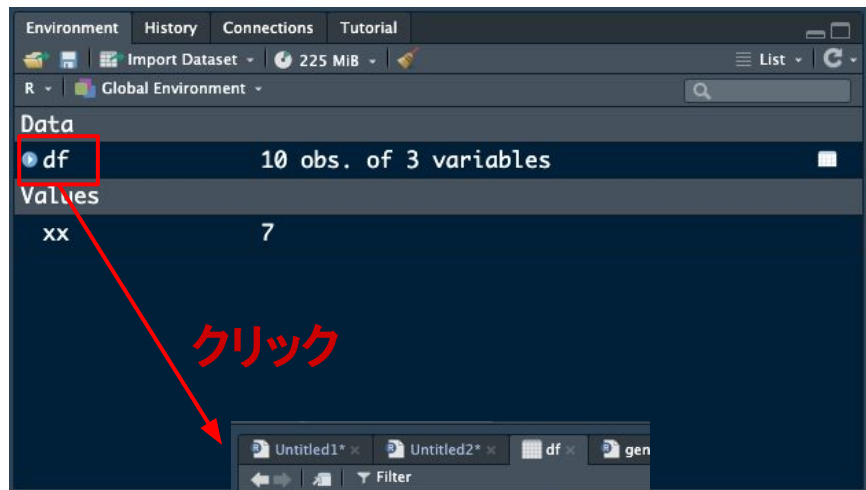 Environment History Connections Tutorial
Import Dataset 225 MiB List
R Global Environment
Data
df 10 obs. of 3 variables
Values
xx 7
クリック
Untitled1* Untitled2* df gen
Filter